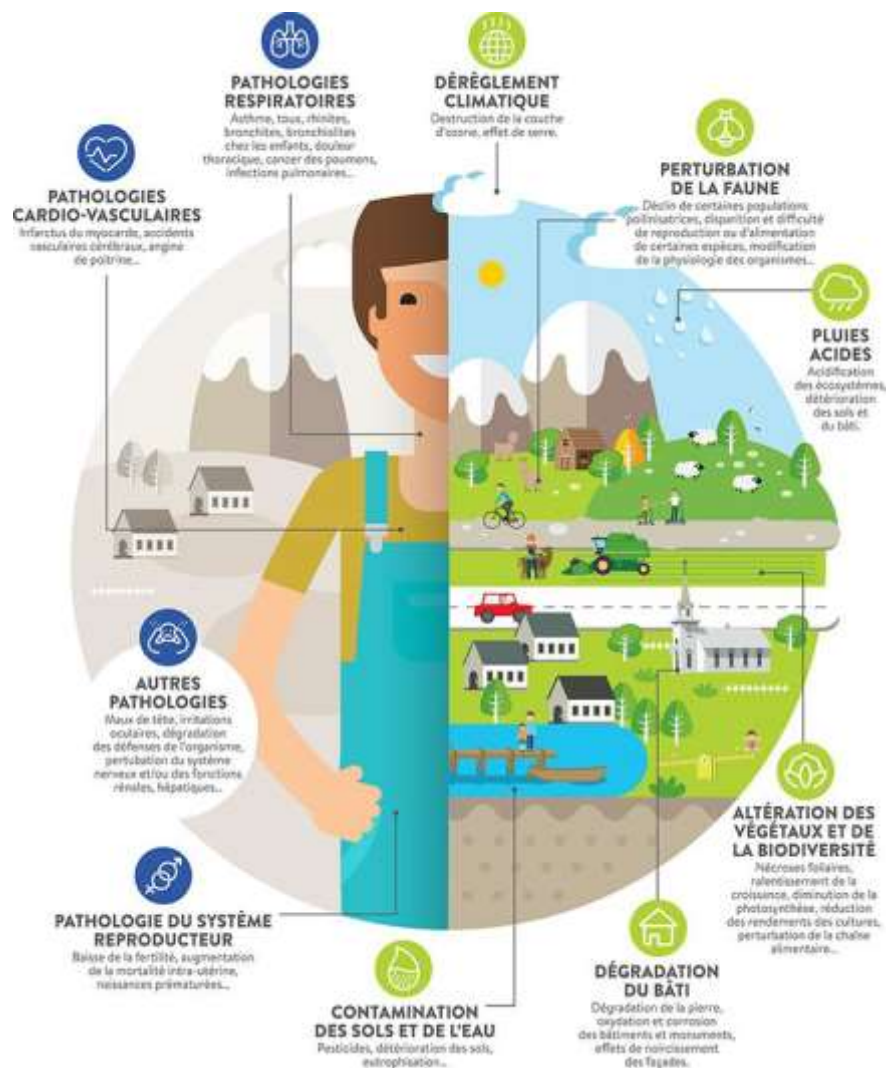 PATHOLOGIES
RESPIRATOIRES
Asthme, toux, rhinites,
bronchites, bronchiolites
chez les enfants, douleur
thoracique, cancer des poumons,
infections pulmonaires...
DÉRÈGLEMENT
CLIMATIQUE
Destruction de la couche
d'ozone, effet de serre.
PATHOLOGIES
CARDIO-VASCULAIRES
Infarctus du myocarde, accidents
vasculaires cérébraux, angine
de poitrine...
PERTURBATION
DE LA FAUNE
Déclin de certaines populations
pollinisatrices, disparition et difficulté
de reproduction ou d'alimentation
de certaines espèces, modification
de la physiologie des organismes...
PLUIES
ACIDES
Acidification
des écosystèmes,
détérioration
des sols et
du bâti.
AUTRES
PATHOLOGIES
Maux de tête, irritations
oculaires, dégradation
des défenses de l'organisme,
pertubation du système
nerveux et/ou des fonctions
rénales, hépatiques...
ALTÉRATION DES
VÉGÉTAUX ET DE
LA BIODIVERSITÉ
Nécroses foliaires,
ralentissement de la
croissance, diminution de la
photosynthèse, réduction
des rendements des cultures,
perturbation de la chaîne
alimentaire...
PATHOLOGIE DU SYSTÈME
REPRODUCTEUR
Baisse de la fertilité, augmentation
de la mortalité intra-utérine,
naissances prématurées...
DÉGRADATION
DU BÂTI
Dégradation de la pierre,
oxydation et corrosion
des bâtiments et monuments,
effets de noircissement
des façades.
CONTAMINATION
DES SOLS ET DE L'EAU
Pesticides, détérioration des sols,
eutrophisation...